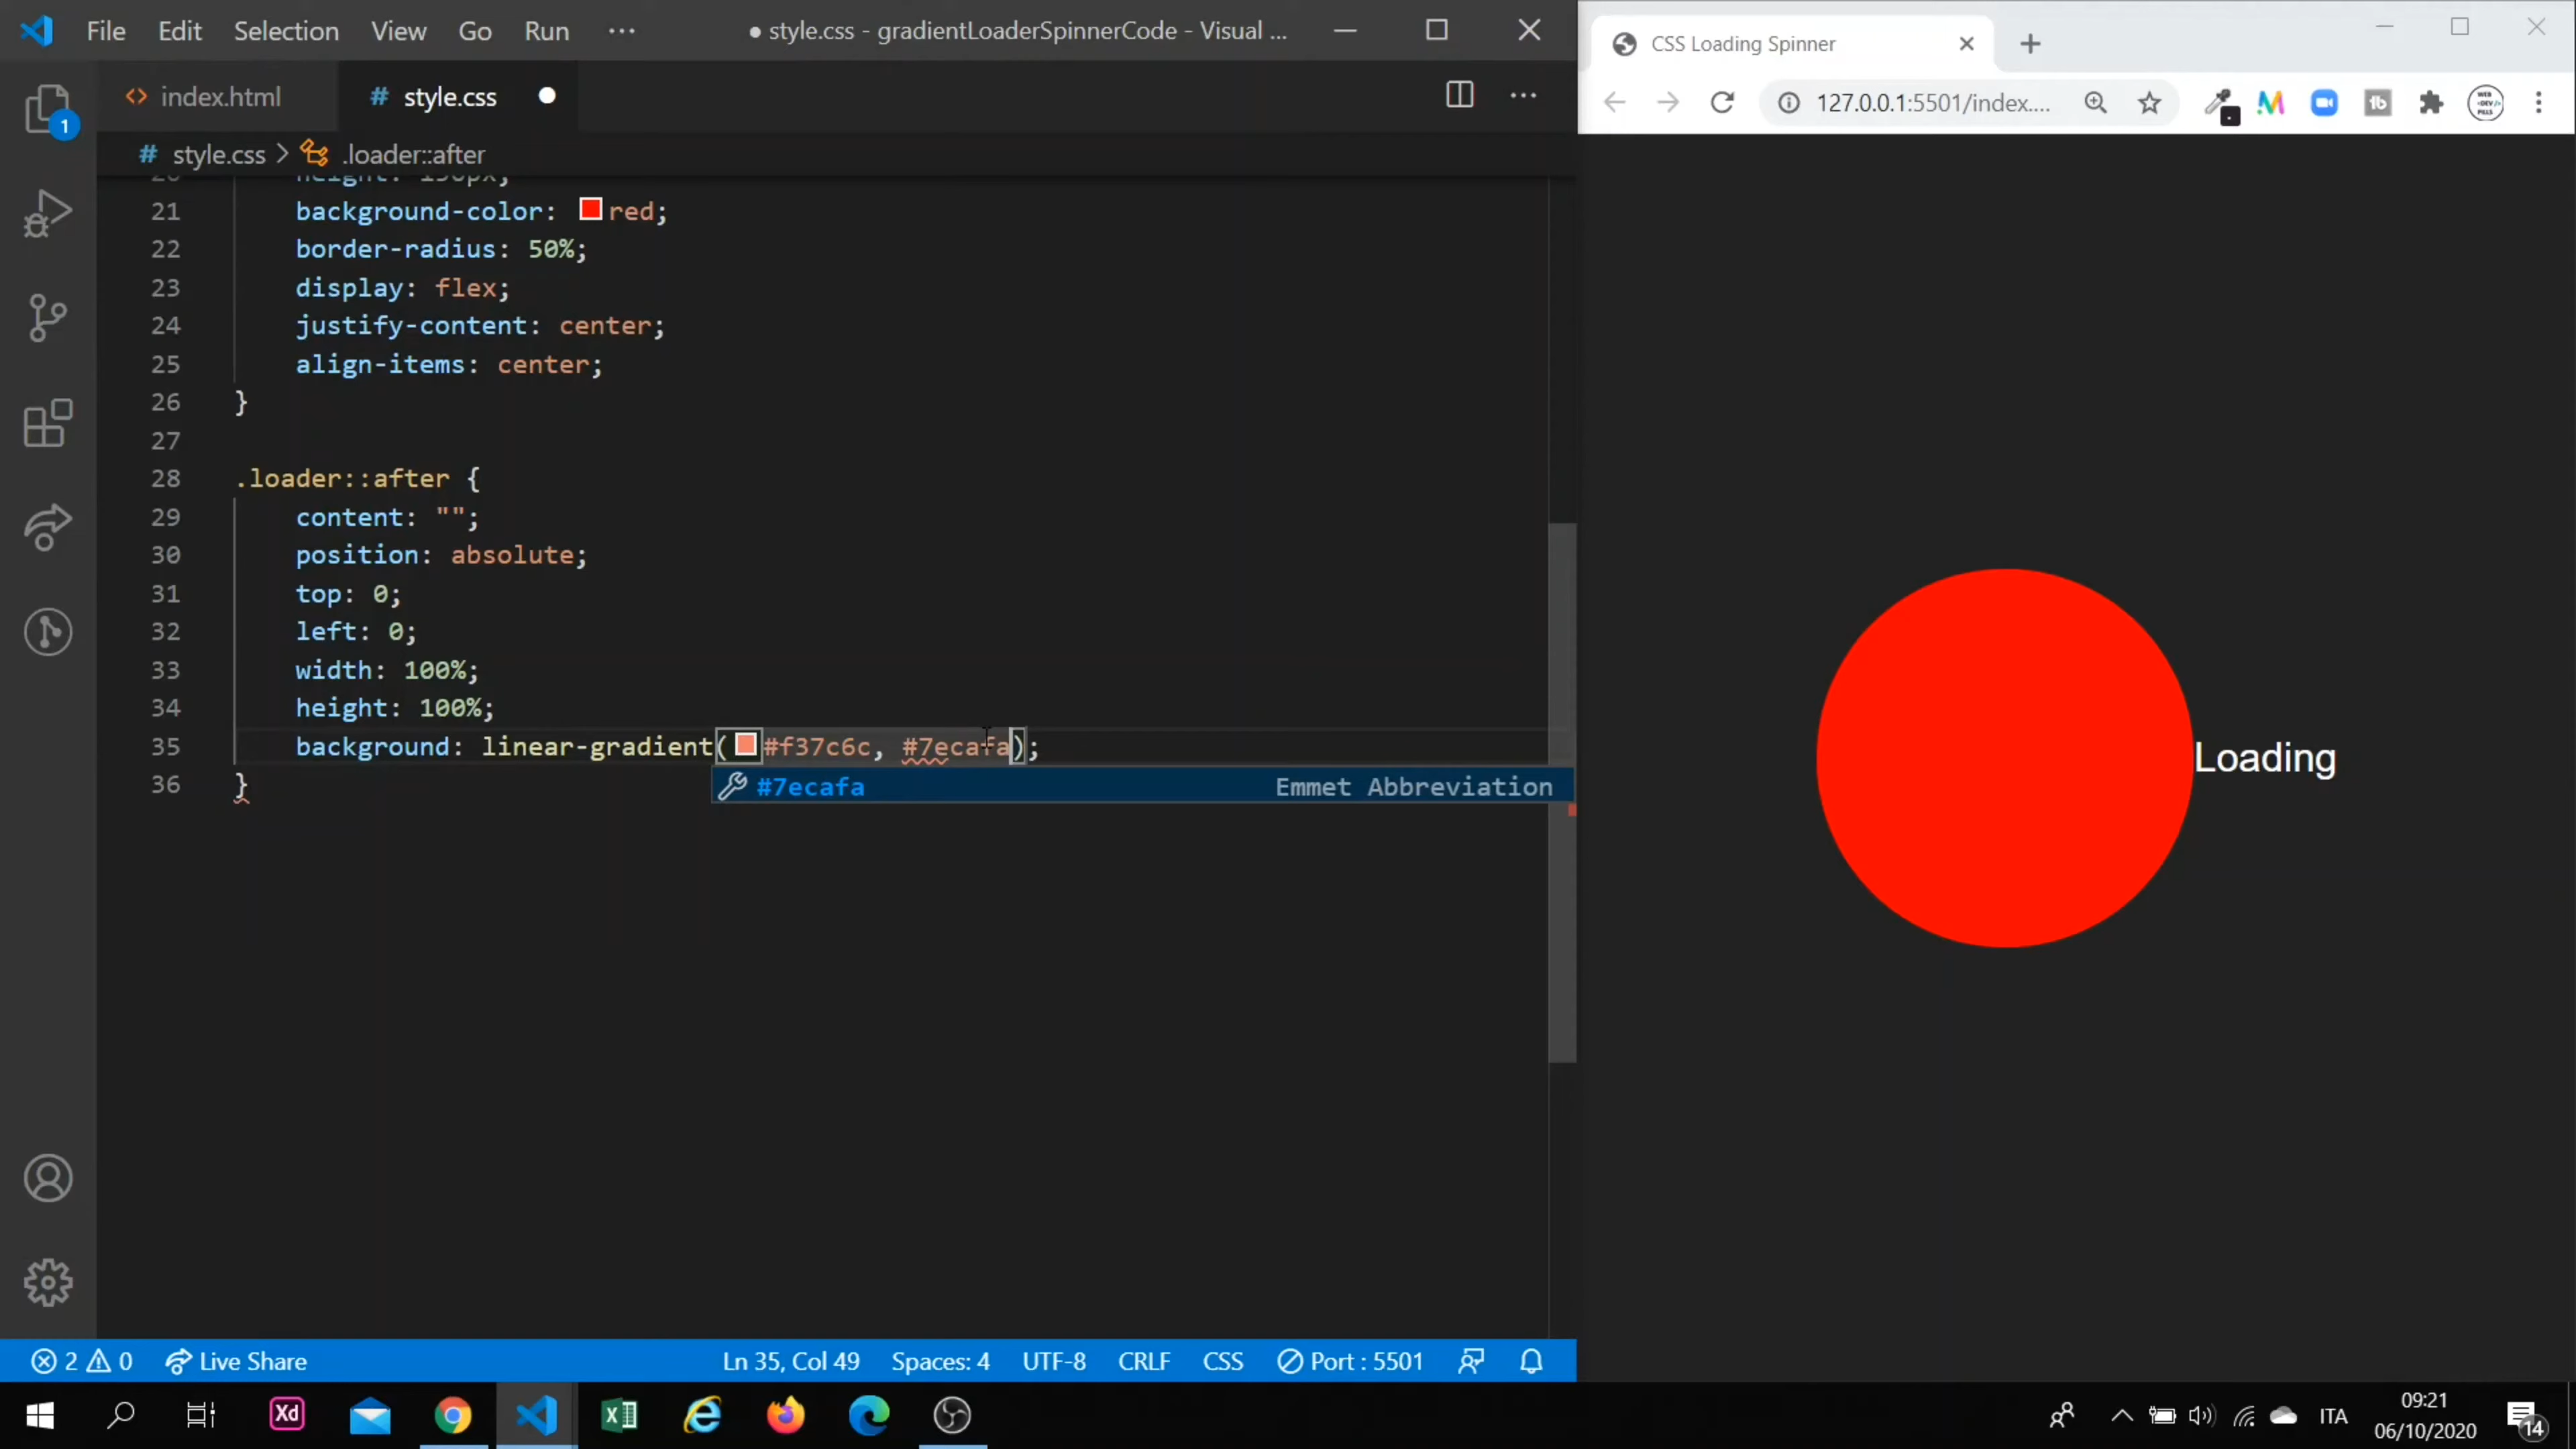 File Edit Selection View Go Run ··· ● style.css - gradientLoaderSpinnerCode - Visual ...
index.html # style.css
# style.css > .loader::after
21 background-color: red;
22 border-radius: 50%;
23 display: flex;
24 justify-content: center;
25 align-items: center;
26 }
27
28 .loader::after {
29 content: "";
30 position: absolute;
31 top: 0;
32 left: 0;
33 width: 100%;
34 height: 100%;
35 background: linear-gradient(#f37c6c, #7ecafa);
#7ecafa Emmet Abbreviation
36 }
1
2 0 Live Share Ln 35, Col 49 Spaces: 4 UTF-8 CRLF CSS Port : 5501
CSS Loading Spinner
127.0.0.1:5501/index....
Loading
Xd
ITA
09:21
06/10/2020
14